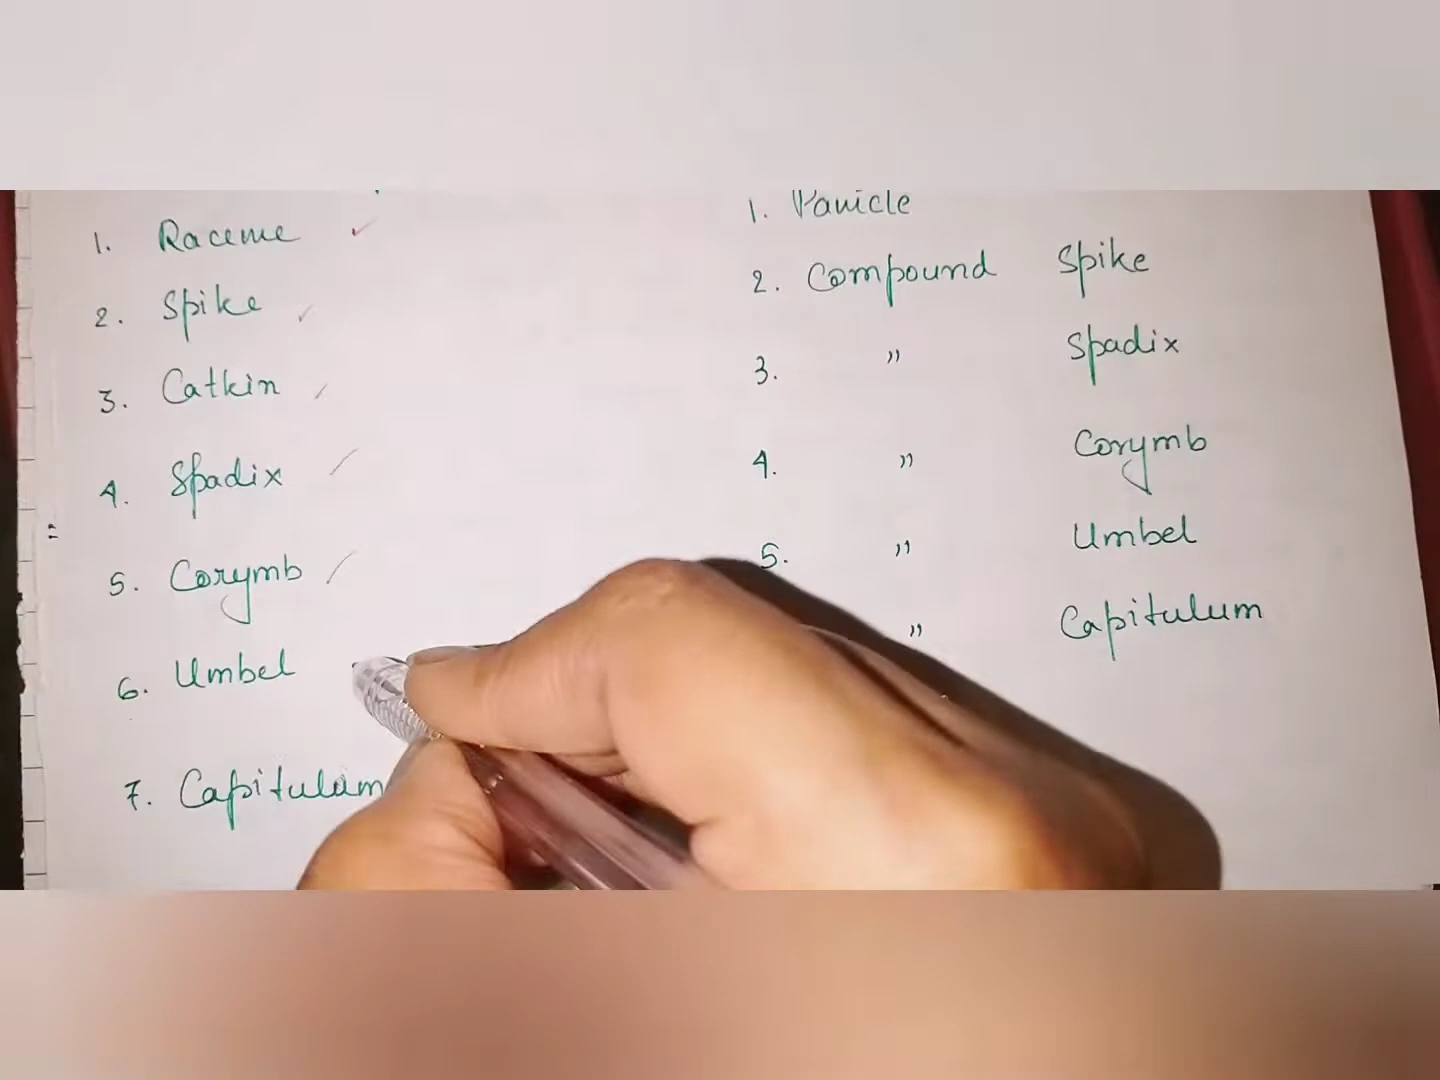 1. Raceme
2. Spike
3. Catkin
4. Spadix
5. Corymb
6. Umbel
7. Capitulum
1. Panicle
2. Compound Spike
3. " Spadix
4. " Corymb
5. " Umbel
" Capitulum